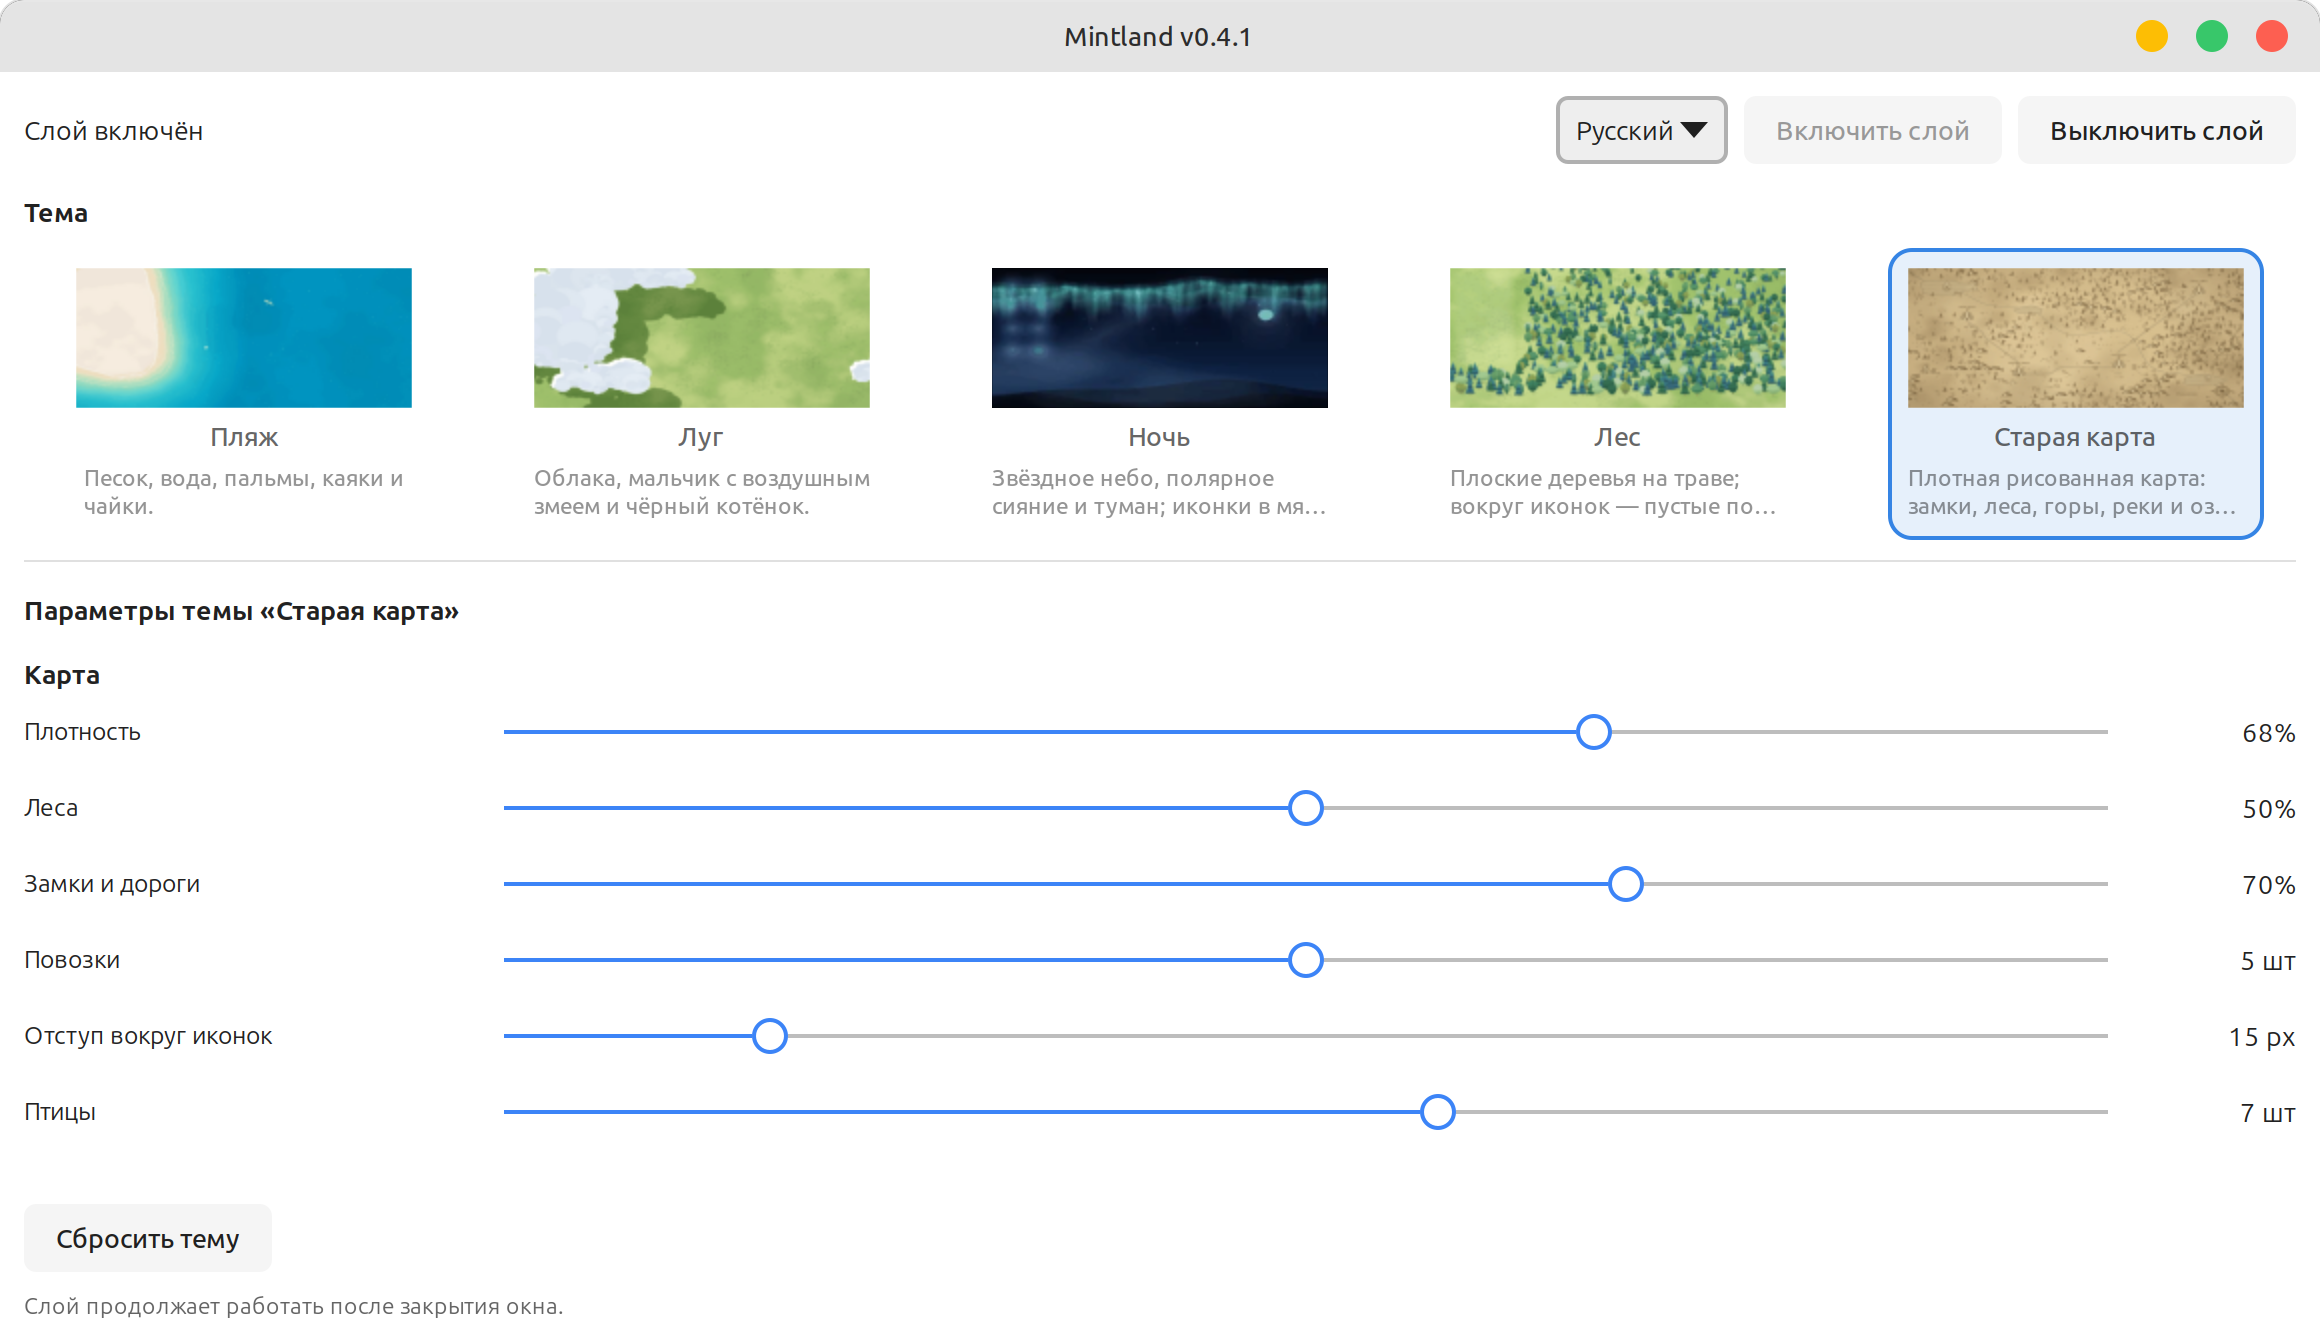 Mintland v0.4.1
Слой включён
Русский
Включить слой
Выключить слой
Тема
Пляж
Песок, вода, пальмы, каяки и
чайки.
Луг
Облака, мальчик с воздушным
змеем и чёрный котёнок.
Ночь
Звёздное небо, полярное
сияние и туман; иконки в мя…
Лес
Плоские деревья на траве;
вокруг иконок — пустые по…
Старая карта
Плотная рисованная карта:
замки, леса, горы, реки и оз…
Параметры темы «Старая карта»
Карта
Плотность 68%
Леса 50%
Замки и дороги 70%
Повозки 5 шт
Отступ вокруг иконок 15 px
Птицы 7 шт
Сбросить тему
Слой продолжает работать после закрытия окна.